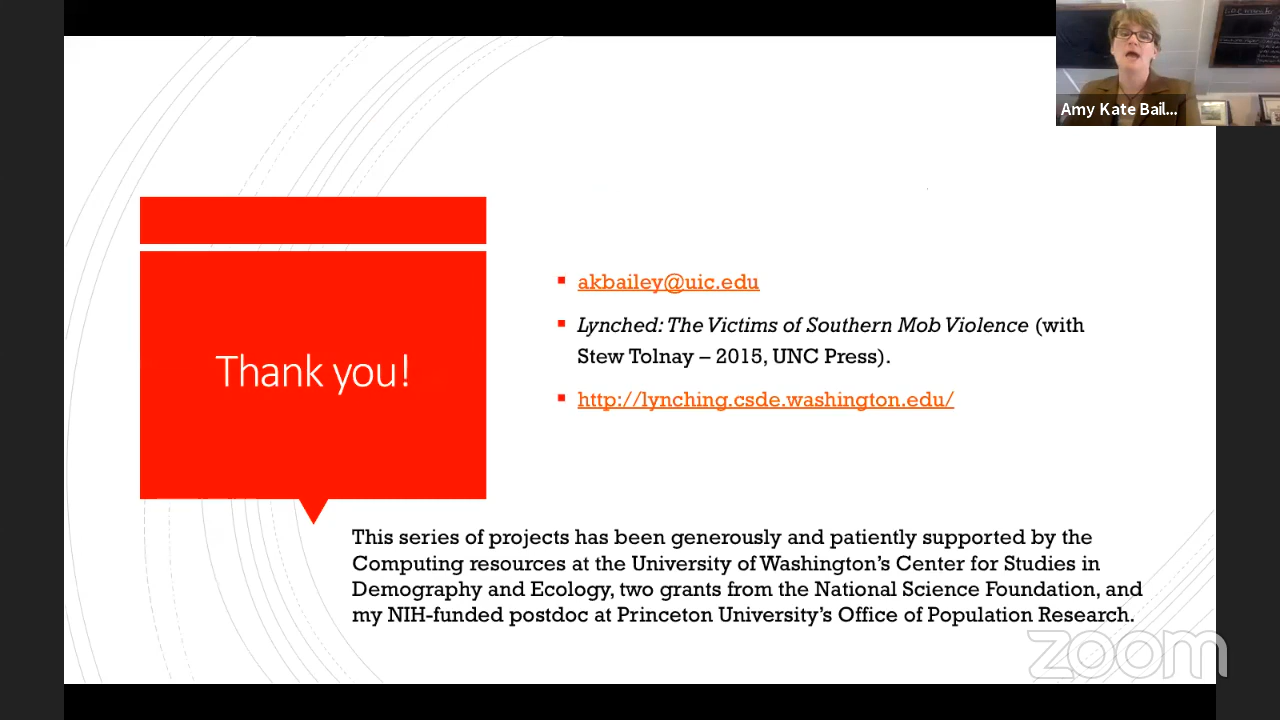 Amy Kate Bail...
akbailey@uic.edu
Lynched: The Victims of Southern Mob Violence (with
Stew Tolnay – 2015, UNC Press).
http://lynching.csde.washington.edu/
Thank you!
This series of projects has been generously and patiently supported by the
Computing resources at the University of Washington’s Center for Studies in
Demography and Ecology, two grants from the National Science Foundation, and
my NIH-funded postdoc at Princeton University’s Office of Population Research.
zoom